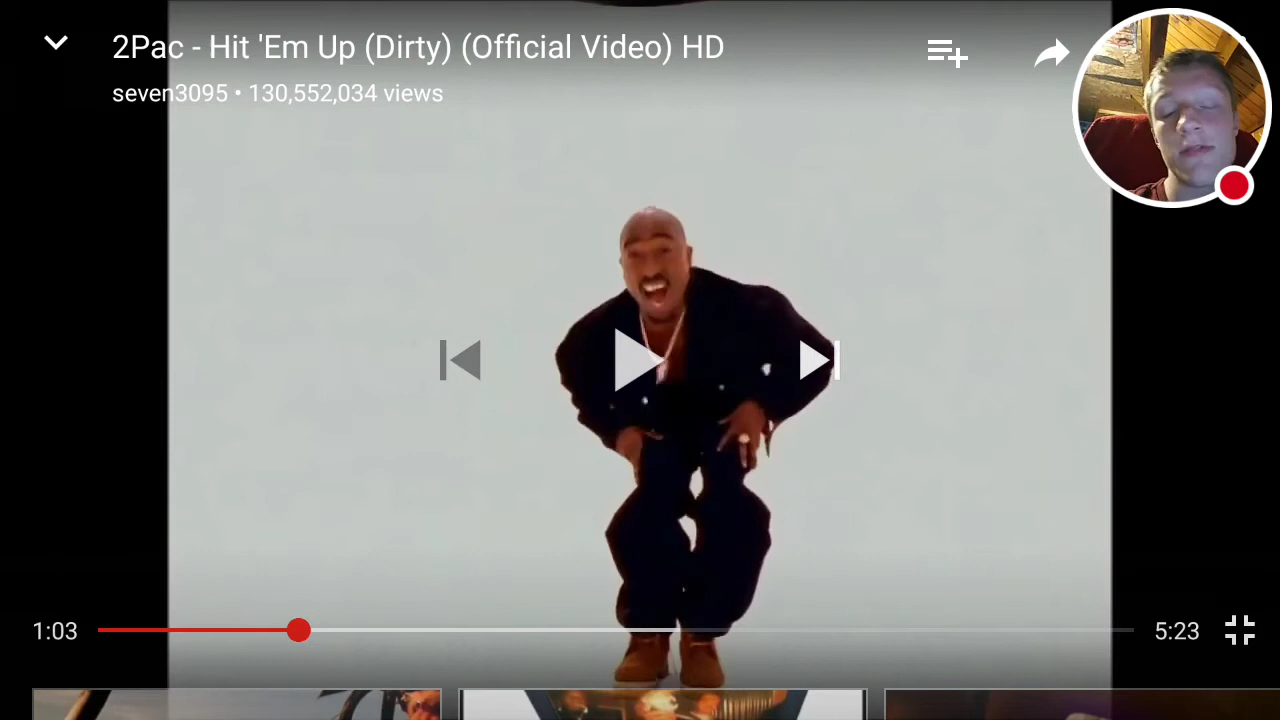 2Pac - Hit 'Em Up (Dirty) (Official Video) HD
seven3095 • 130,552,034 views
1:03
5:23